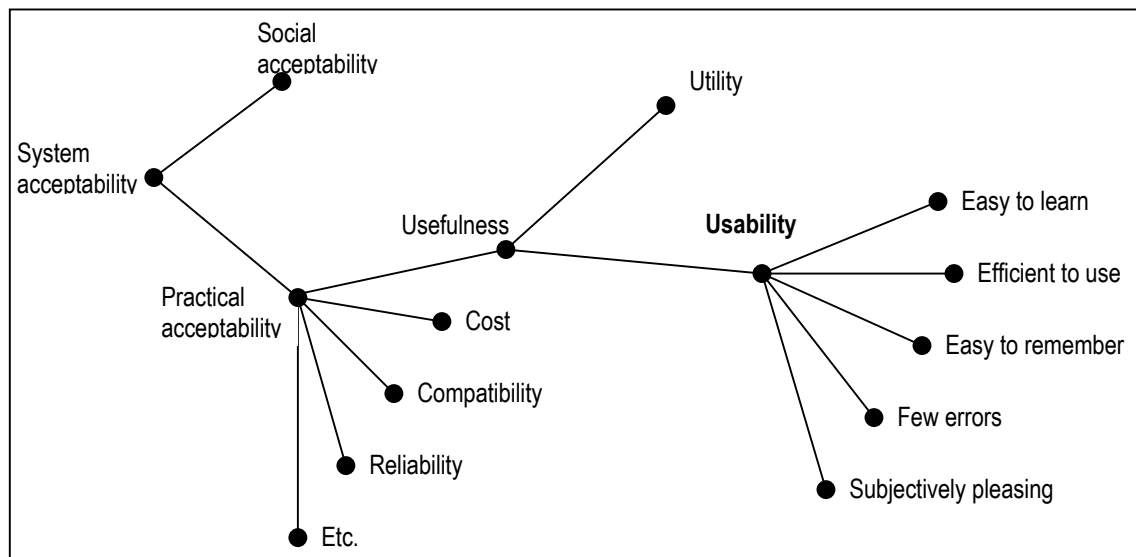 Social
acceptability
Utility
System
acceptability
Easy to learn
Usefulness
Usability
Efficient to use
Practical
acceptability
Cost
Easy to remember
Compatibility
Few errors
Reliability
Subjectively pleasing
Etc.